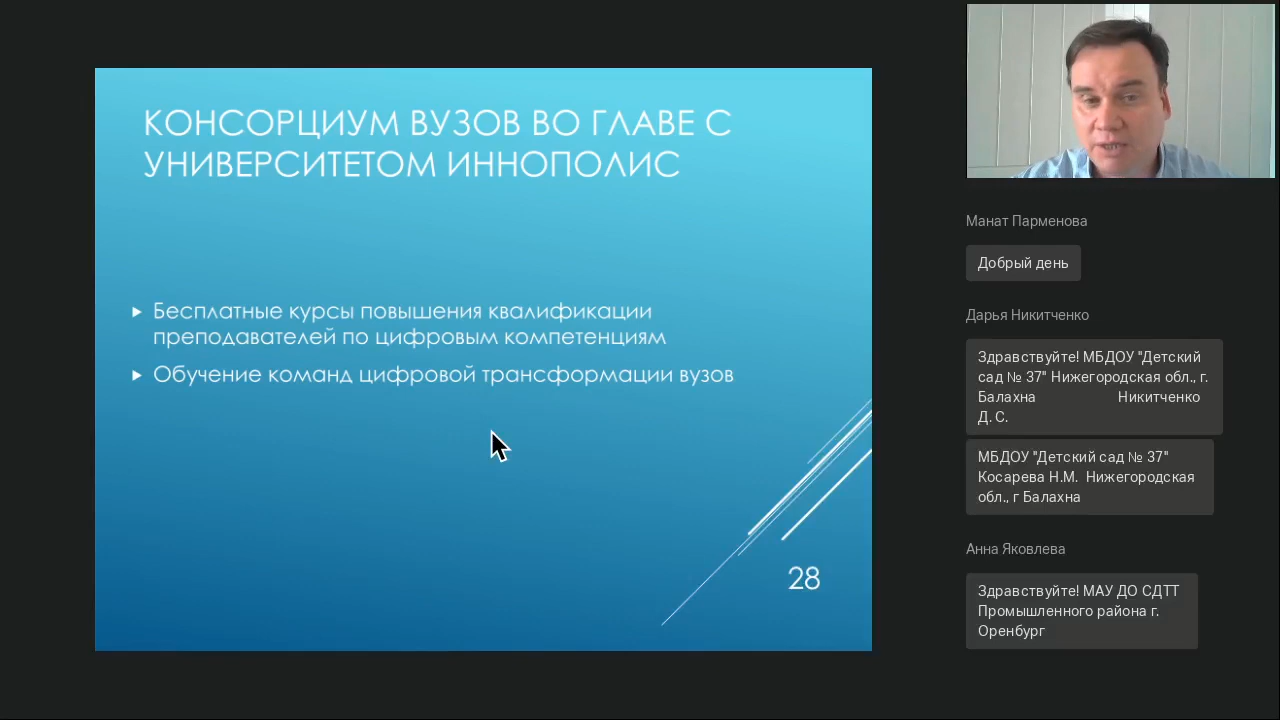 КОНСОРЦИУМ ВУЗОВ ВО ГЛАВЕ С
УНИВЕРСИТЕТОМ ИННОПОЛИС
Бесплатные курсы повышения квалификации
преподавателей по цифровым компетенциям
Обучение команд цифровой трансформации вузов
28
Манат Парменова
Добрый день
Дарья Никитченко
Здравствуйте! МБДОУ "Детский
сад № 37" Нижегородская обл., г.
Балахна Никитченко
Д. С.
МБДОУ "Детский сад № 37"
Косарева Н.М. Нижегородская
обл., г Балахна
Анна Яковлева
Здравствуйте! МАУ ДО СДТТ
Промышленного района г.
Оренбург